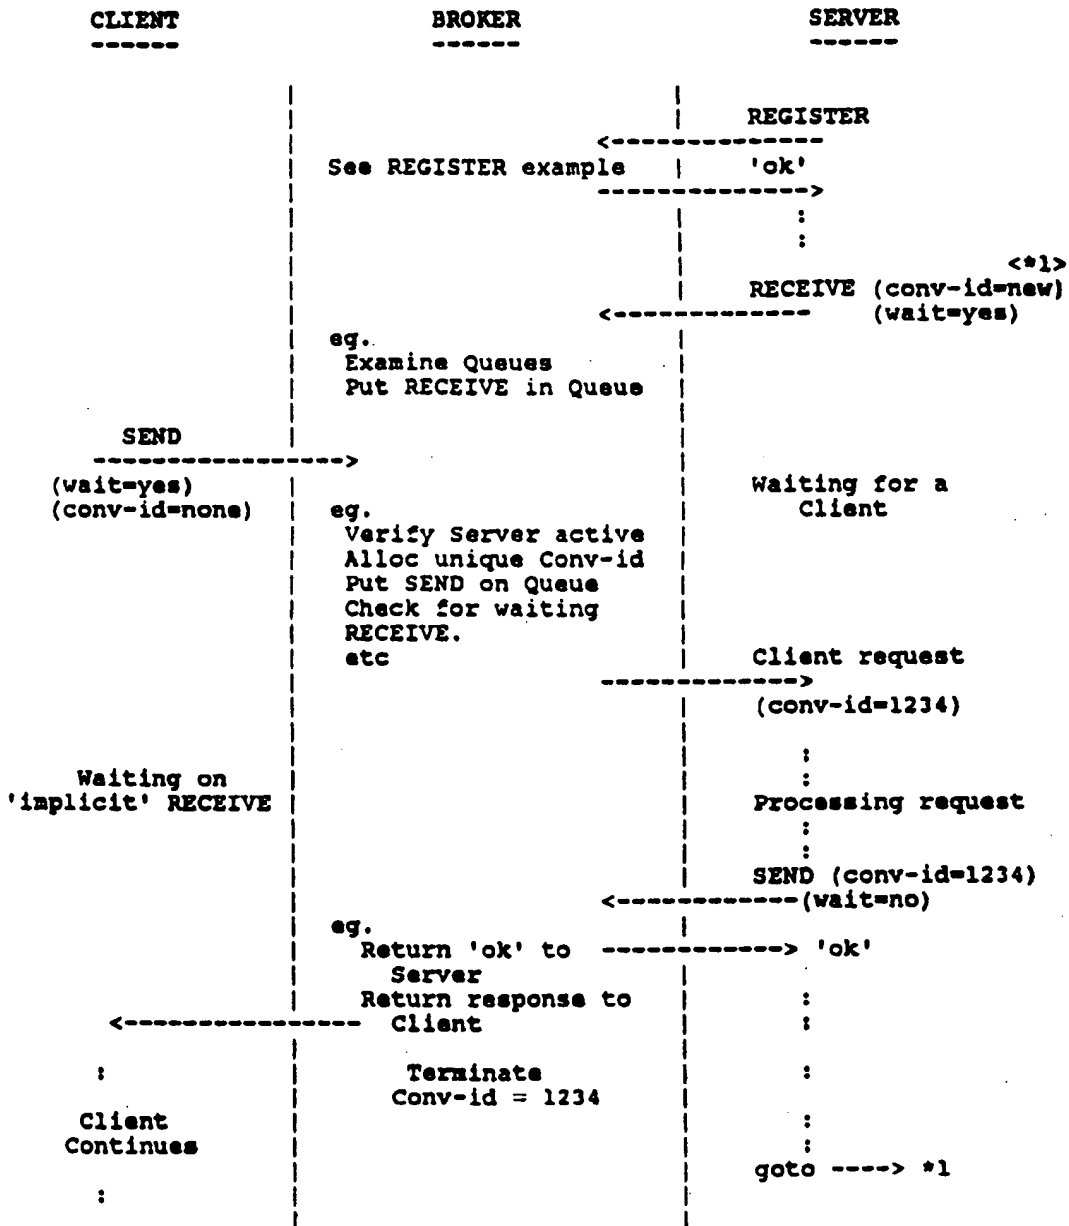 CLIENT BROKER SERVER
------ ------ ------
REGISTER
<--------------
See REGISTER example 'ok'
-------------->
:
:
<*1>
RECEIVE (conv-id=new)
<------------- (wait=yes)
eg.
Examine Queues
Put RECEIVE in Queue
SEND
----------------->
(wait=yes) Waiting for a
(conv-id=none) eg. Client
Verify Server active
Alloc unique Conv-id
Put SEND on Queue
Check for waiting
RECEIVE.
etc Client request
------------->
(conv-id=1234)
:
Waiting on :
'implicit' RECEIVE Processing request
:
:
SEND (conv-id=1234)
<------------(wait=no)
eg.
Return 'ok' to ------------> 'ok'
Server
Return response to :
<---------------- Client :
: Terminate :
Conv-id = 1234
Client :
Continues :
goto ----> *1
: